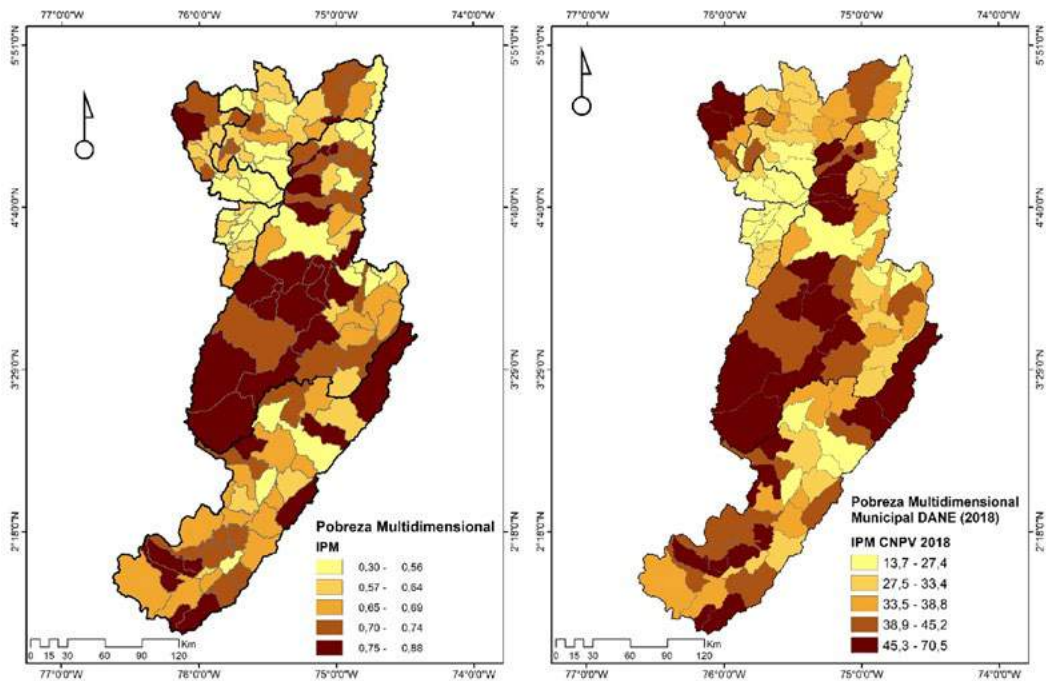 77°0'0"W 76°0'0"W 75°0'0"W 74°0'0"W
5°51'0"N
4°40'0"N
3°29'0"N
2°18'0"N
Pobreza Multidimensional
IPM
0,30 - 0,56
0,57 - 0,64
0,65 - 0,69
0,70 - 0,74
0,75 - 0,88
Km
0 15 30 60 90 120
77°0'0"W 76°0'0"W 75°0'0"W 74°0'0"W
77°0'0"W 76°0'0"W 75°0'0"W 74°0'0"W
5°51'0"N
4°40'0"N
3°29'0"N
2°18'0"N
Pobreza Multidimensional
Municipal DANE (2018)
IPM CNPV 2018
13,7 - 27,4
27,5 - 33,4
33,5 - 38,8
38,9 - 45,2
45,3 - 70,5
Km
0 15 30 60 90 120
77°0'0"W 76°0'0"W 75°0'0"W 74°0'0"W